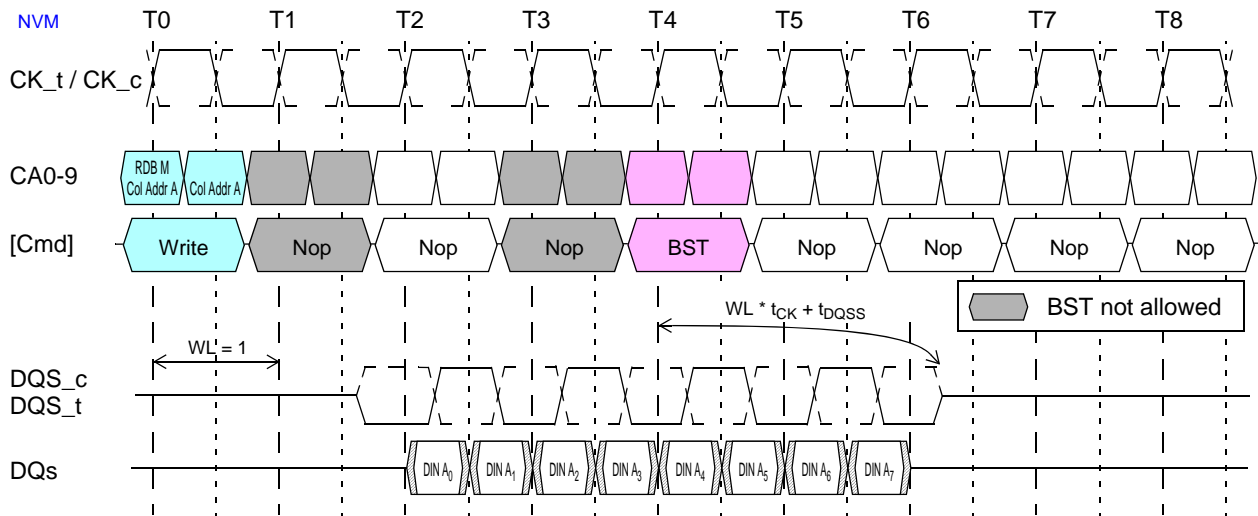 NVM T0 T1 T2 T3 T4 T5 T6 T7 T8
CK_t / CK_c
CA0-9 RDB M Col Addr A Col Addr A
[Cmd] Write Nop Nop Nop BST Nop Nop Nop Nop
BST not allowed
WL * tCK + tDQSS
WL = 1
DQS_c
DQS_t
DQs DIN A0 DIN A1 DIN A2 DIN A3 DIN A4 DIN A5 DIN A6 DIN A7